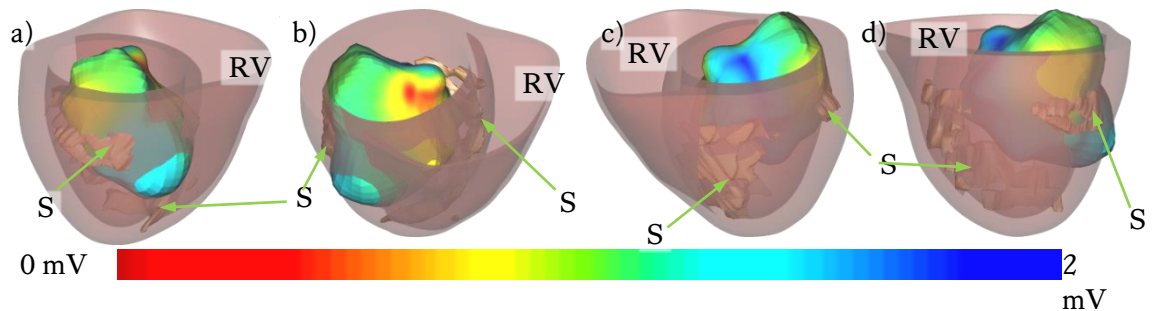 a) b) c) d)
RV RV RV RV
S S S S S S
0 mV 2
mV